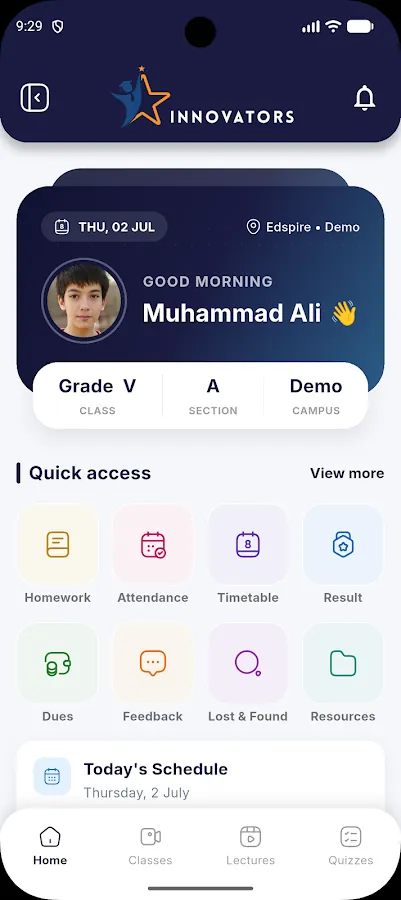 9:29
INNOVATORS
THU, 02 JUL
Edspire • Demo
GOOD MORNING
Muhammad Ali 👋
Grade V
A
Demo
CLASS
SECTION
CAMPUS
Quick access
View more
8
Homework
Attendance
Timetable
Result
Dues
Feedback
Lost & Found
Resources
Today's Schedule
Thursday, 2 July
Home
Classes
Lectures
Quizzes